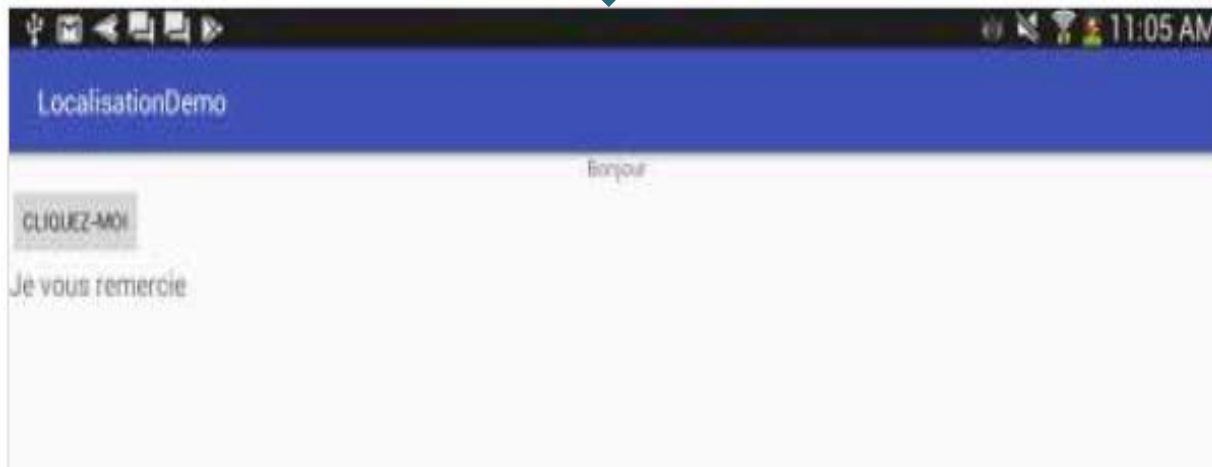 11:05 AM
LocalisationDemo
Bonjour
CLIQUEZ-MOI
Je vous remercie